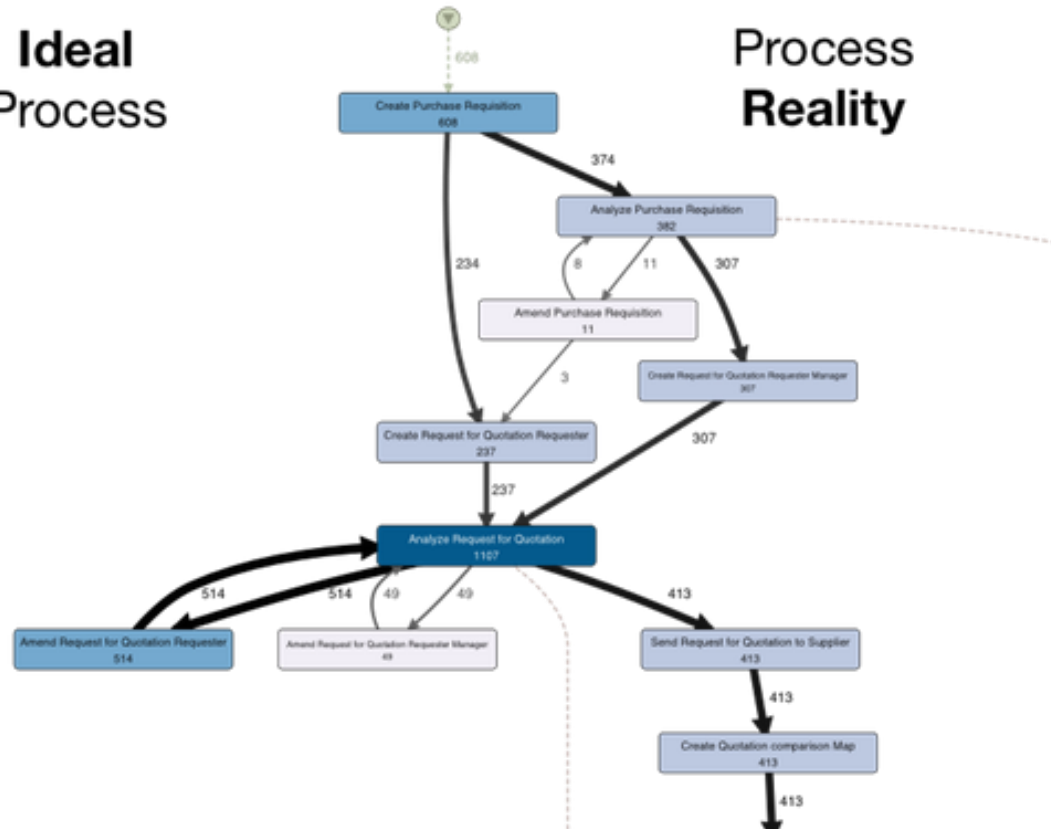 Ideal
Process
Process
Reality
608
Create Purchase Requisition
608
374
Analyze Purchase Requisition
382
234
8
11
307
Amend Purchase Requisition
11
Create Request for Quotation Requester Manager
307
3
Create Request for Quotation Requester
237
307
237
Analyze Request for Quotation
1107
514
514
49
49
413
Amend Request for Quotation Requester
514
Amend Request for Quotation Requester Manager
49
Send Request for Quotation to Supplier
413
413
Create Quotation comparison Map
413
413